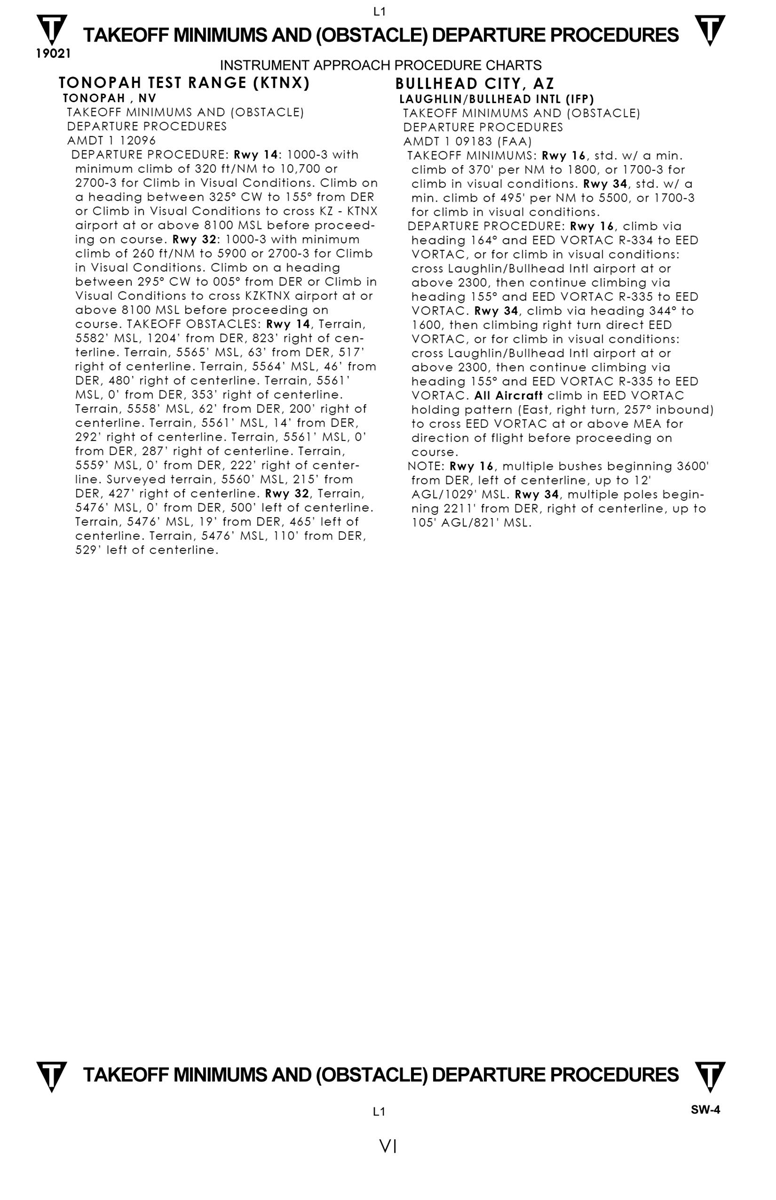 L1
TAKEOFF MINIMUMS AND (OBSTACLE) DEPARTURE PROCEDURES
19021
INSTRUMENT APPROACH PROCEDURE CHARTS
TONOPAH TEST RANGE (KTNX)
TONOPAH , NV
TAKEOFF MINIMUMS AND (OBSTACLE)
DEPARTURE PROCEDURES
AMDT 1 12096
DEPARTURE PROCEDURE: Rwy 14: 1000-3 with
minimum climb of 320 ft/NM to 10,700 or
2700-3 for Climb in Visual Conditions. Climb on
a heading between 325° CW to 155° from DER
or Climb in Visual Conditions to cross KZ - KTNX
airport at or above 8100 MSL before proceed-
ing on course. Rwy 32: 1000-3 with minimum
climb of 260 ft/NM to 5900 or 2700-3 for Climb
in Visual Conditions. Climb on a heading
between 295° CW to 005° from DER or Climb in
Visual Conditions to cross KZKTNX airport at or
above 8100 MSL before proceeding on
course. TAKEOFF OBSTACLES: Rwy 14, Terrain,
5582' MSL, 1204' from DER, 823' right of cen-
terline. Terrain, 5565' MSL, 63' from DER, 517'
right of centerline. Terrain, 5564' MSL, 46' from
DER, 480' right of centerline. Terrain, 5561'
MSL, 0' from DER, 353' right of centerline.
Terrain, 5558' MSL, 62' from DER, 200' right of
centerline. Terrain, 5561' MSL, 14' from DER,
292' right of centerline. Terrain, 5561' MSL, 0'
from DER, 287' right of centerline. Terrain,
5559' MSL, 0' from DER, 222' right of center-
line. Surveyed terrain, 5560' MSL, 215' from
DER, 427' right of centerline. Rwy 32, Terrain,
5476' MSL, 0' from DER, 500' left of centerline.
Terrain, 5476' MSL, 19' from DER, 465' left of
centerline. Terrain, 5476' MSL, 110' from DER,
529' left of centerline.
BULLHEAD CITY, AZ
LAUGHLIN/BULLHEAD INTL (IFP)
TAKEOFF MINIMUMS AND (OBSTACLE)
DEPARTURE PROCEDURES
AMDT 1 09183 (FAA)
TAKEOFF MINIMUMS: Rwy 16, std. w/ a min.
climb of 370' per NM to 1800, or 1700-3 for
climb in visual conditions. Rwy 34, std. w/ a
min. climb of 495' per NM to 5500, or 1700-3
for climb in visual conditions.
DEPARTURE PROCEDURE: Rwy 16, climb via
heading 164° and EED VORTAC R-334 to EED
VORTAC, or for climb in visual conditions:
cross Laughlin/Bullhead Intl airport at or
above 2300, then continue climbing via
heading 155° and EED VORTAC R-335 to EED
VORTAC. Rwy 34, climb via heading 344° to
1600, then climbing right turn direct EED
VORTAC, or for climb in visual conditions:
cross Laughlin/Bullhead Intl airport at or
above 2300, then continue climbing via
heading 155° and EED VORTAC R-335 to EED
VORTAC. All Aircraft climb in EED VORTAC
holding pattern (East, right turn, 257° inbound)
to cross EED VORTAC at or above MEA for
direction of flight before proceeding on
course.
NOTE: Rwy 16, multiple bushes beginning 3600'
from DER, left of centerline, up to 12'
AGL/1029' MSL. Rwy 34, multiple poles begin-
ning 2211' from DER, right of centerline, up to
105' AGL/821' MSL.
TAKEOFF MINIMUMS AND (OBSTACLE) DEPARTURE PROCEDURES
L1
SW-4
VI